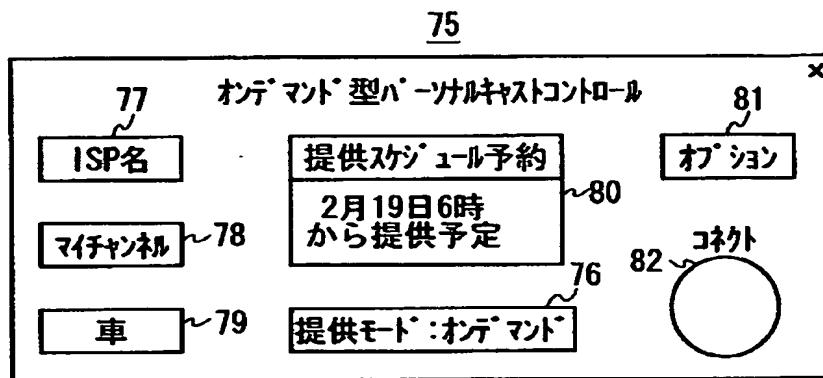 75
×
オンデマンド型パーソナルキャストコントロール
77
ISP名
提供スケジュール予約
81
オプション
2月19日6時
から提供予定
80
マイチャンネル
78
コネクト
82
76
車
79
提供モード:オンデマンド